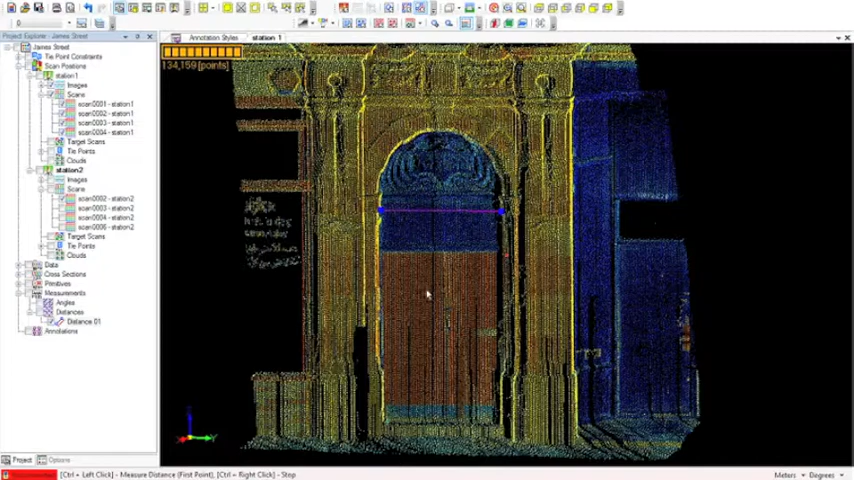 0
Project Explore - James Street
Annotation Styles
station 1
134,159 [points]
James Street
Tie Point Constraints
Scan Positions
station1
Images
Scans
scan0001 - station1
scan0002 - station1
scan0003 - station1
scan0004 - station1
Target Scans
Tie Points
Clouds
station2
Images
Scans
scan0002 - station2
scan0003 - station2
scan0004 - station2
scan0006 - station2
Target Scans
Tie Points
Clouds
Data
Cross Sections
Primitives
Measurements
Angles
Distances
Distance 01
Annotations
Project
Options
[Ctrl + Left Click] - Measure Distance (First Point), [Ctrl + Right Click] - Stop
Meters
Degrees